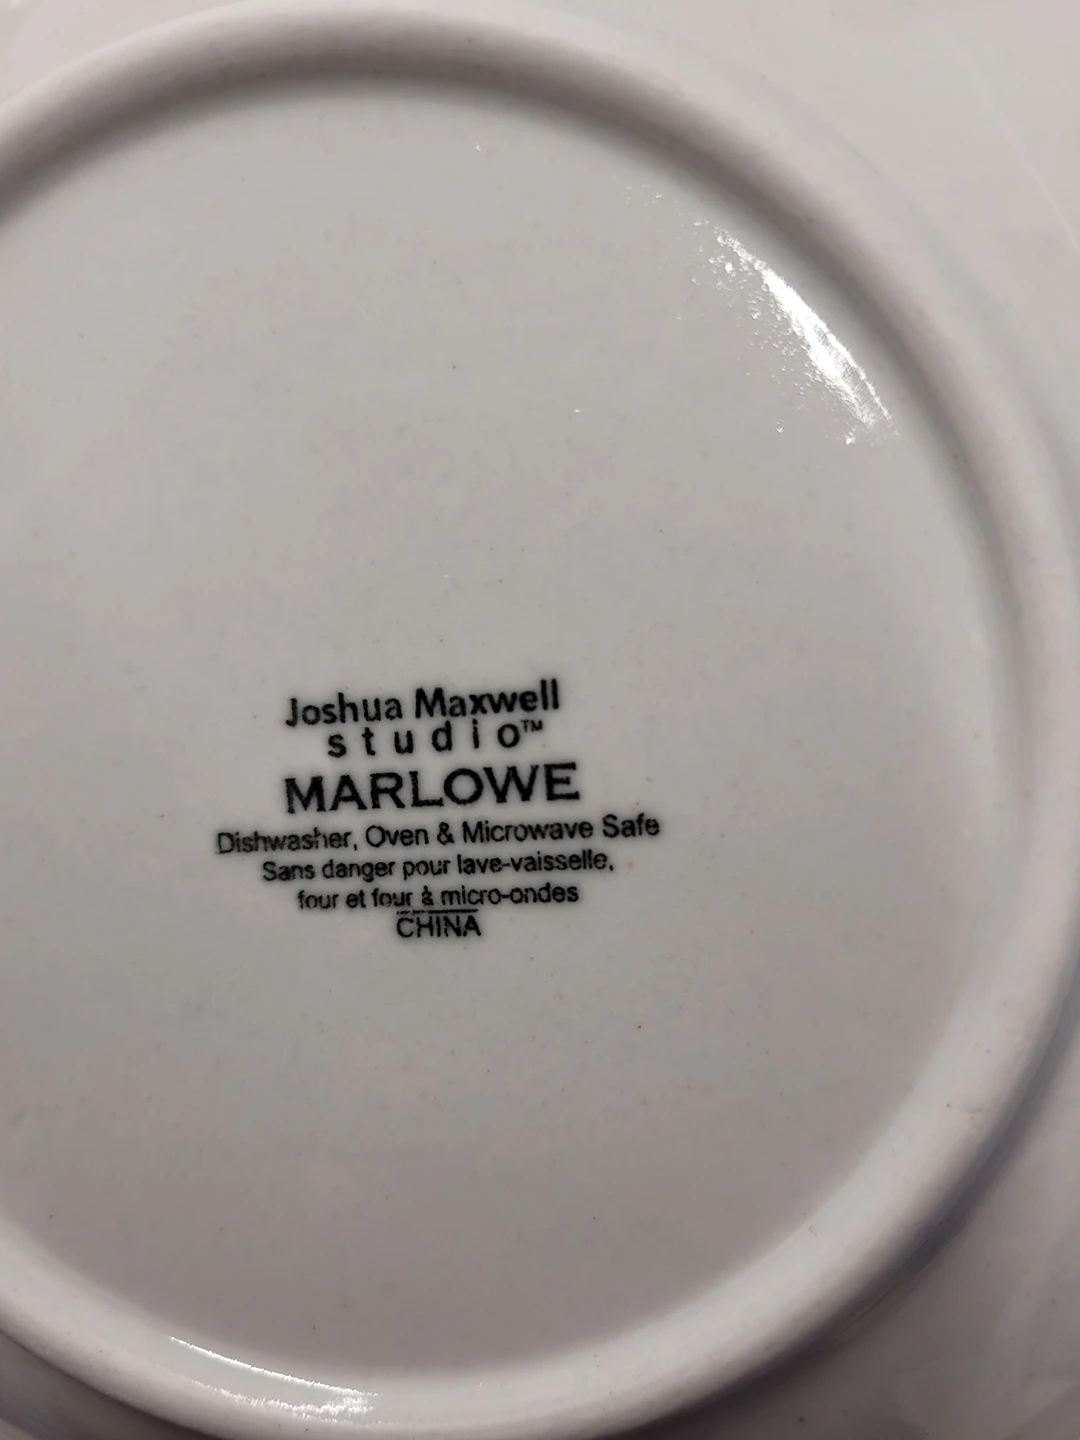 Joshua Maxwell
studio™
MARLOWE
Dishwasher, Oven & Microwave Safe
Sans danger pour lave-vaisselle,
four et four à micro-ondes
CHINA